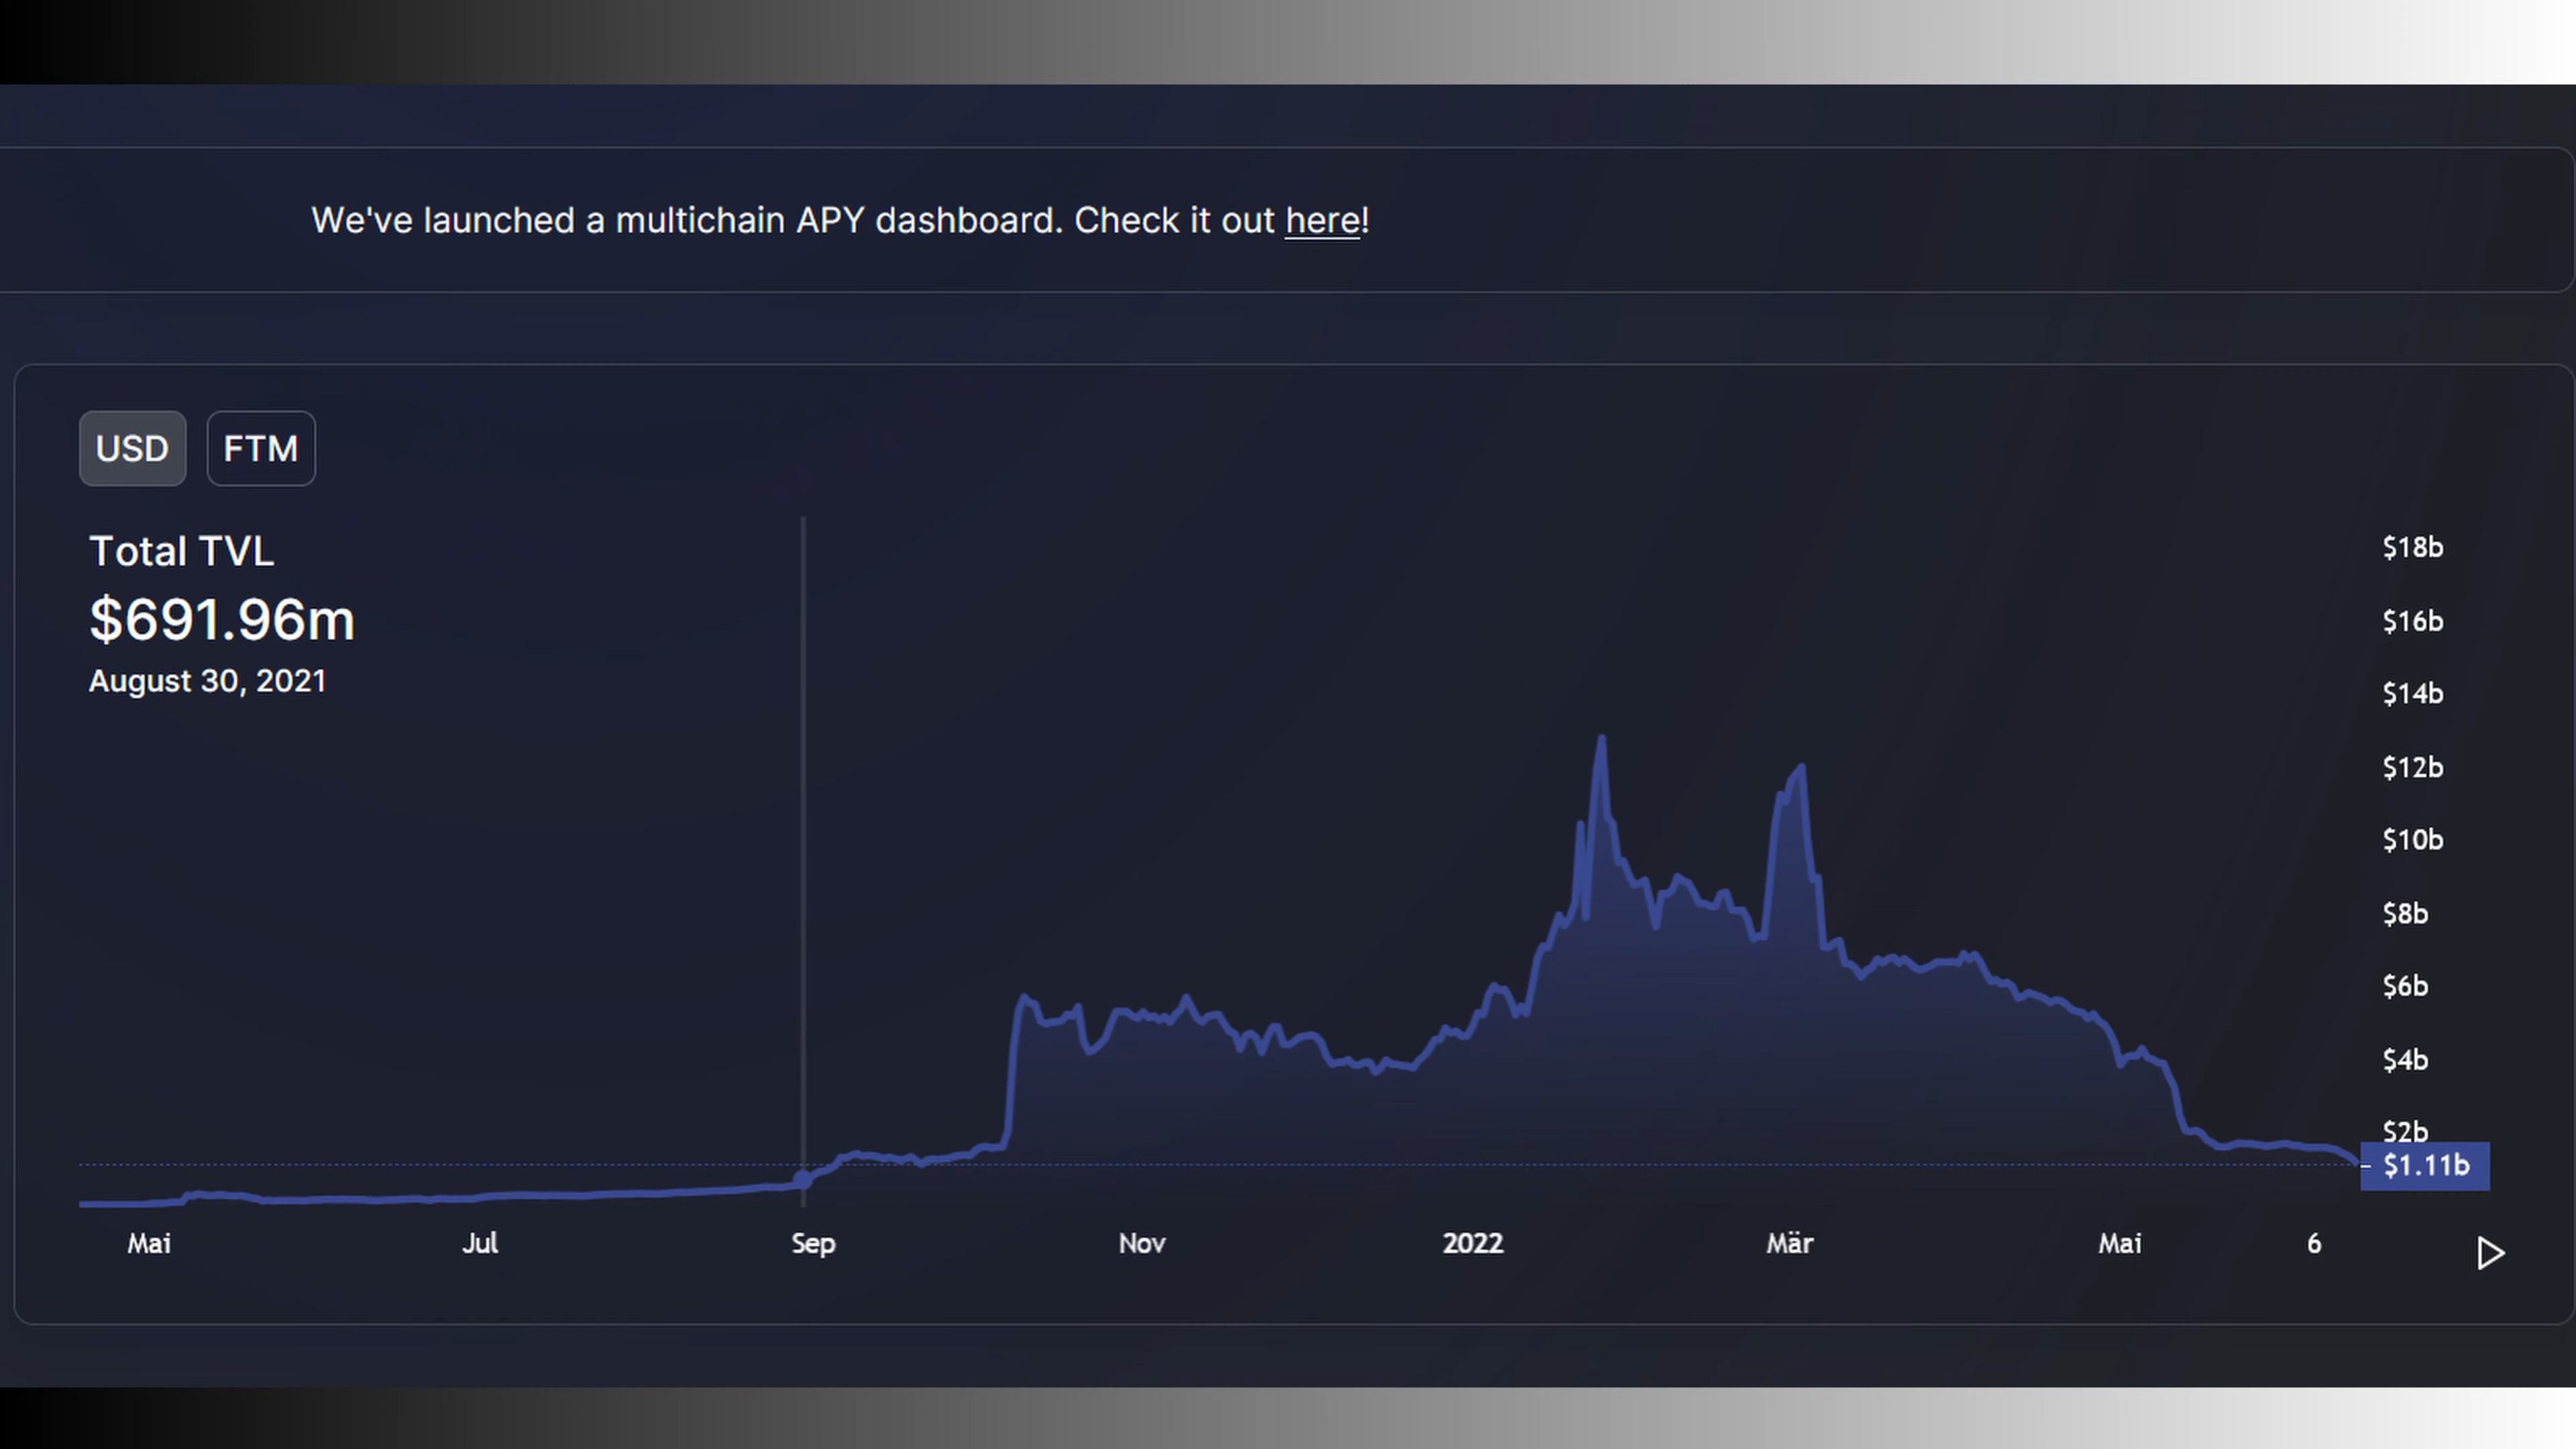 We've launched a multichain APY dashboard. Check it out here!
USD FTM
Total TVL
$691.96m
August 30, 2021
$18b
$16b
$14b
$12b
$10b
$8b
$6b
$4b
$2b
$1.11b
Mai Jul Sep Nov 2022 Mär Mai 6